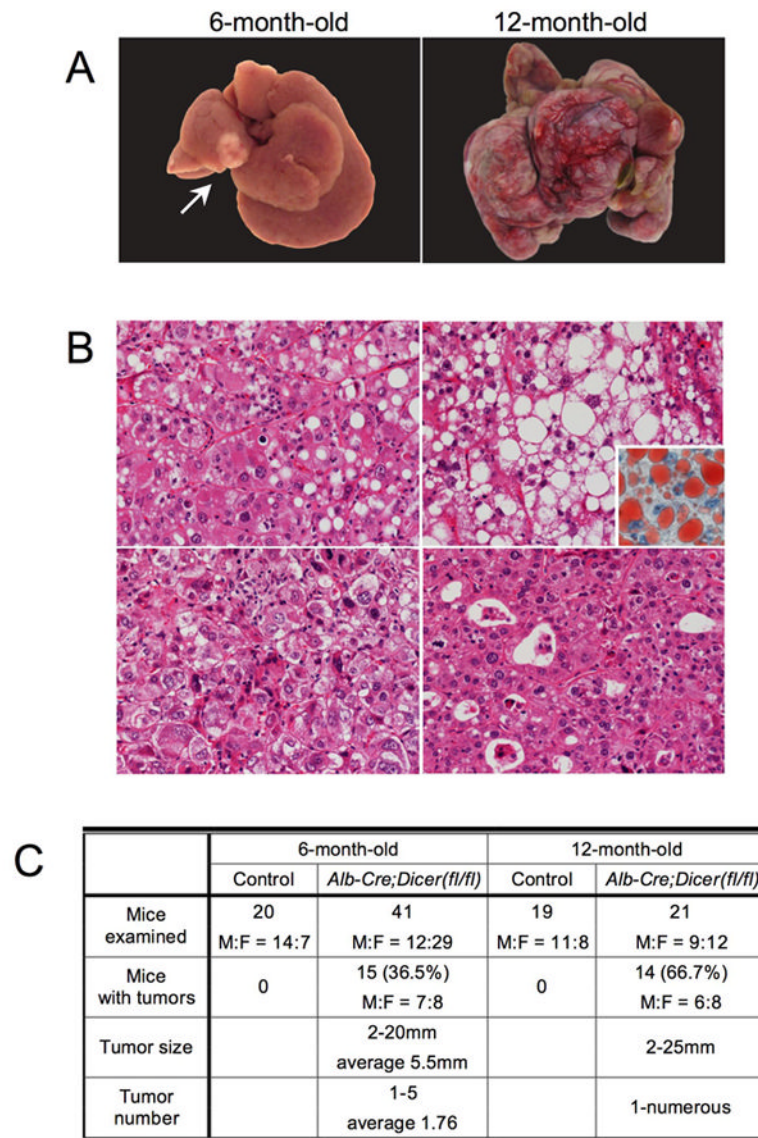 6-month-old 12-month-old
A
B
C
6-month-old 12-month-old
Control Alb-Cre;Dicer(fl/fl) Control Alb-Cre;Dicer(fl/fl)
Mice examined 20 M:F = 14:7 41 M:F = 12:29 19 M:F = 11:8 21 M:F = 9:12
Mice with tumors 0 15 (36.5%) M:F = 7:8 0 14 (66.7%) M:F = 6:8
Tumor size 2-20mm average 5.5mm 2-25mm
Tumor number 1-5 average 1.76 1-numerous